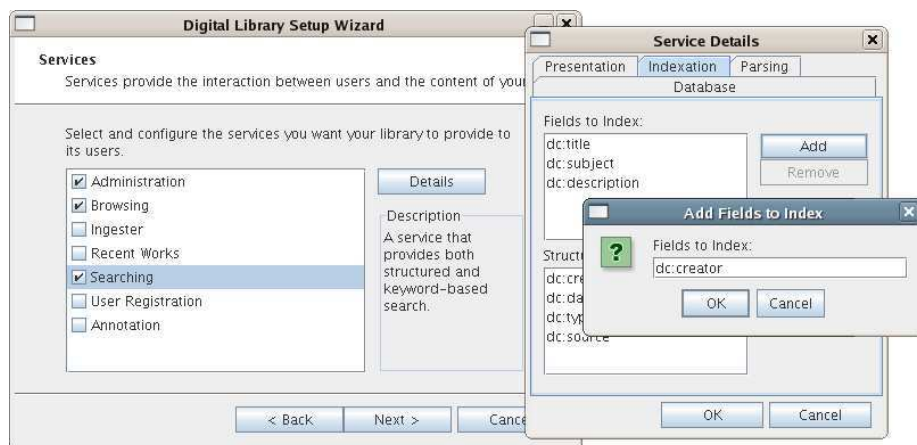 Digital Library Setup Wizard
Services
Services provide the interaction between users and the content of your
Select and configure the services you want your library to provide to
its users.
Administration
Browsing
Ingester
Recent Works
Searching
User Registration
Annotation
Details
Description
A service that
provides both
structured and
keyword-based
search.
< Back
Next >
Service Details
Presentation
Indexation
Parsing
Database
Fields to Index:
dc:title
dc:subject
dc:description
Add
Remove
dc:source
OK
Cancel
Add Fields to Index
Fields to Index:
dc:creator
OK
Cancel